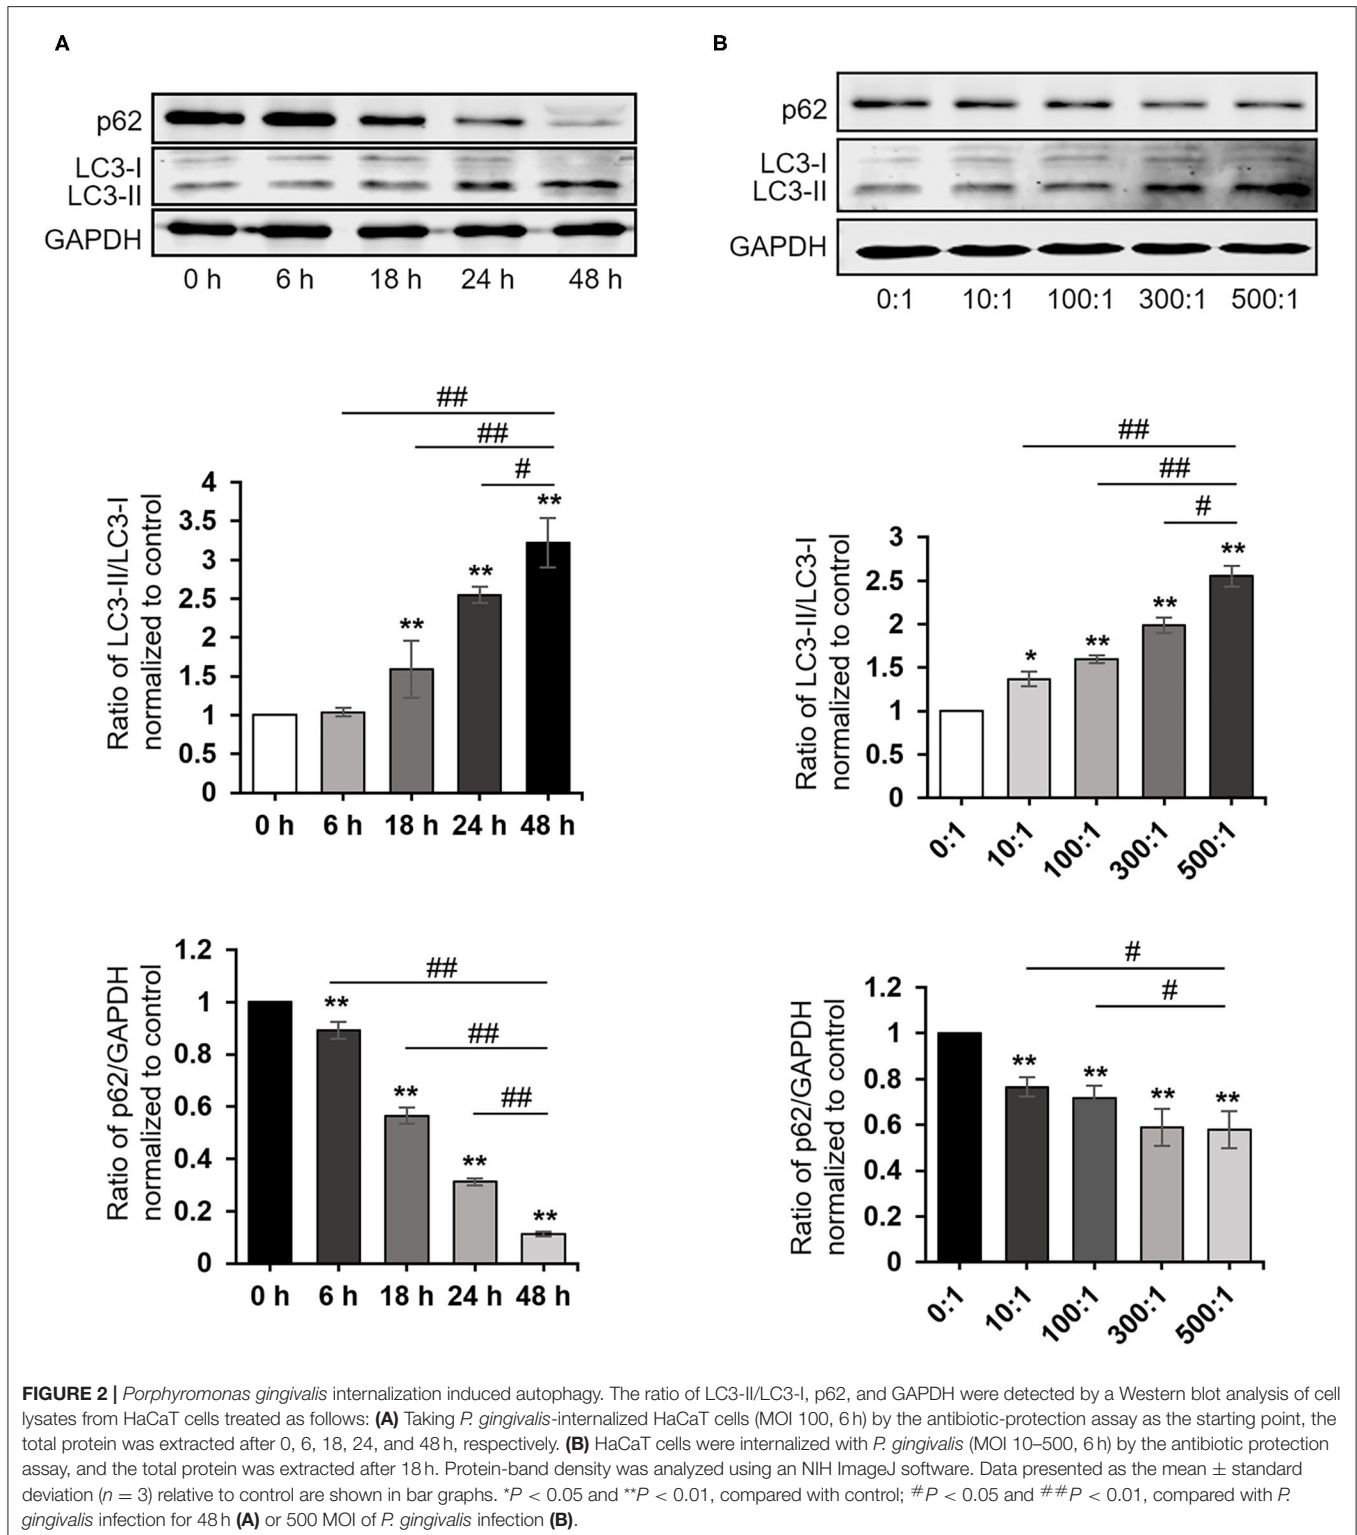 A
p62
LC3-I
LC3-II
GAPDH
0 h 6 h 18 h 24 h 48 h
B
p62
LC3-I
LC3-II
GAPDH
0:1 10:1 100:1 300:1 500:1
##
##
#
**
**
**
Ratio of LC3-II/LC3-I
normalized to control
4
3.5
3
2.5
2
1.5
1
0.5
0
0 h 6 h 18 h 24 h 48 h
##
##
#
**
**
**
*
Ratio of LC3-II/LC3-I
normalized to control
3
2.5
2
1.5
1
0.5
0
0:1 10:1 100:1 300:1 500:1
##
##
##
**
**
**
**
Ratio of p62/GAPDH
normalized to control
1.2
1
0.8
0.6
0.4
0.2
0
0 h 6 h 18 h 24 h 48 h
#
#
**
**
**
**
Ratio of p62/GAPDH
normalized to control
1.2
1
0.8
0.6
0.4
0.2
0
0:1 10:1 100:1 300:1 500:1
FIGURE 2 | Porphyromonas gingivalis internalization induced autophagy. The ratio of LC3-II/LC3-I, p62, and GAPDH were detected by a Western blot analysis of cell
lysates from HaCaT cells treated as follows: (A) Taking P. gingivalis-internalized HaCaT cells (MOI 100, 6 h) by the antibiotic-protection assay as the starting point, the
total protein was extracted after 0, 6, 18, 24, and 48 h, respectively. (B) HaCaT cells were internalized with P. gingivalis (MOI 10–500, 6 h) by the antibiotic protection
assay, and the total protein was extracted after 18 h. Protein-band density was analyzed using an NIH ImageJ software. Data presented as the mean ± standard
deviation (n = 3) relative to control are shown in bar graphs. *P < 0.05 and **P < 0.01, compared with control; #P < 0.05 and ##P < 0.01, compared with P.
gingivalis infection for 48 h (A) or 500 MOI of P. gingivalis infection (B).